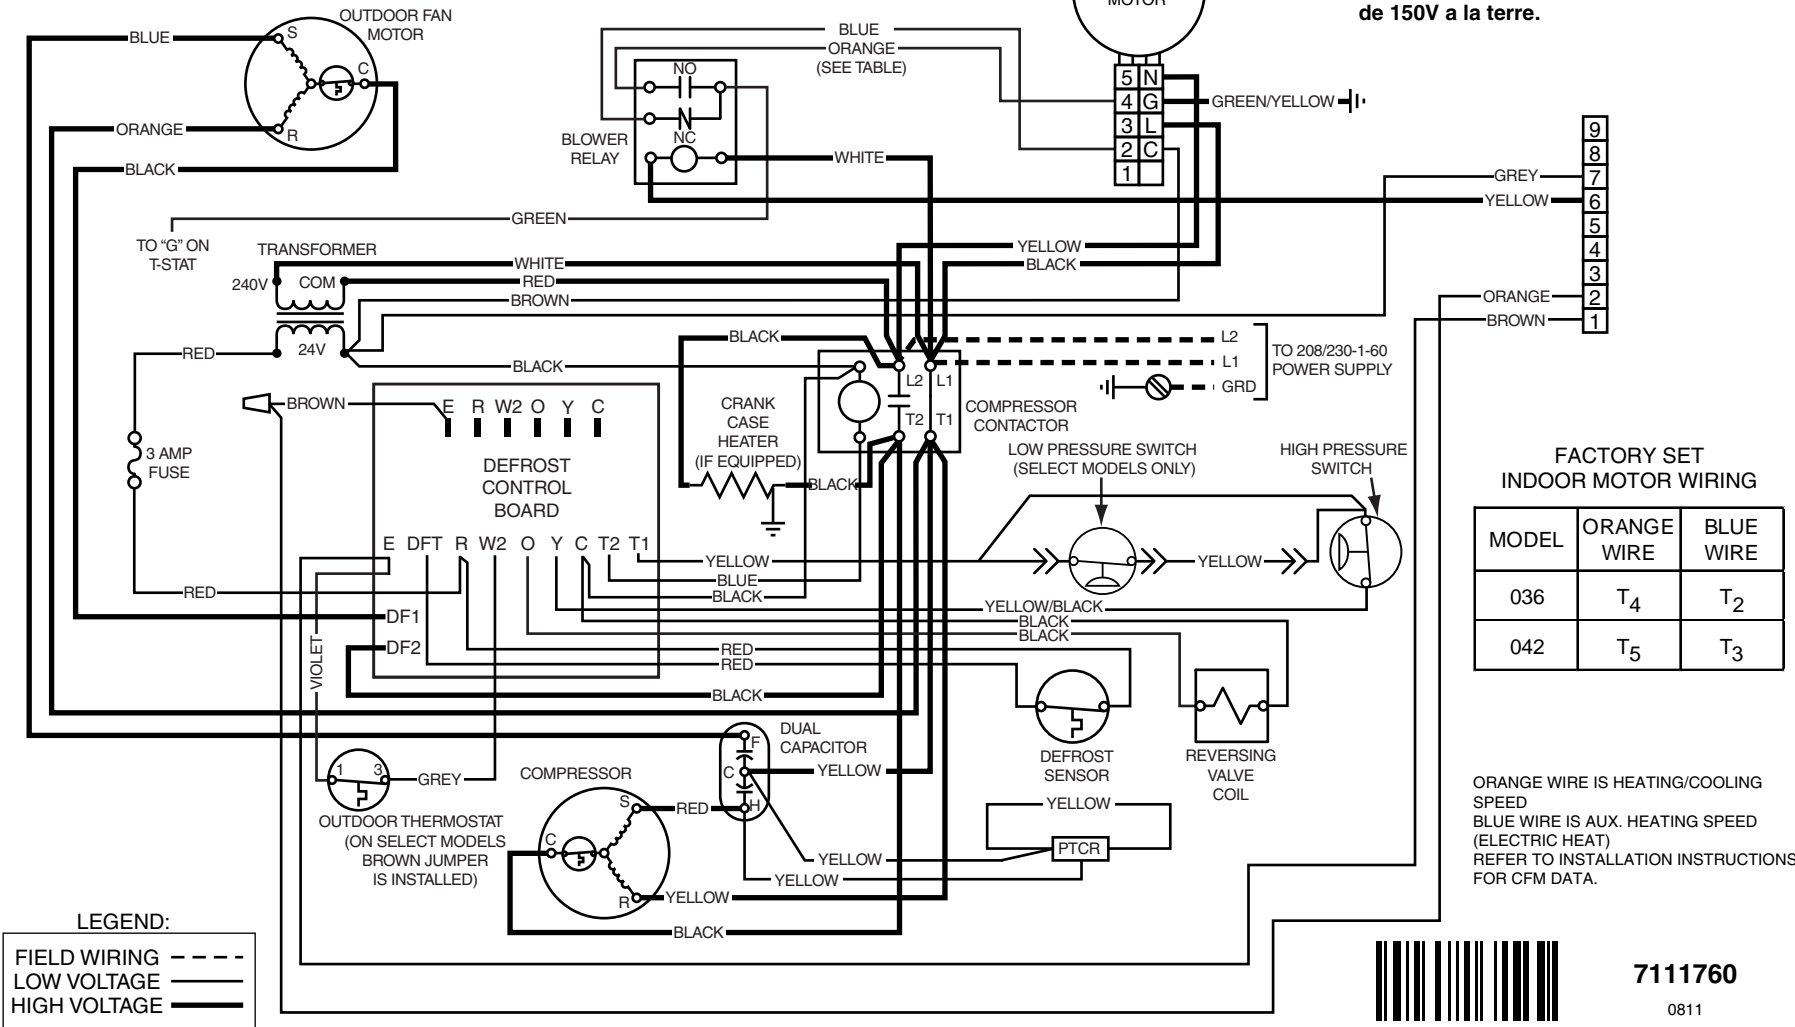 OUTDOOR FAN
MOTOR
MOTOR
de 150V a la terre.
BLUE
S
C
R
ORANGE
BLACK
BLUE
ORANGE
(SEE TABLE)
NO
NC
BLOWER
RELAY
WHITE
5 N
4 G
3 L
2 C
1
GREEN/YELLOW
9
8
7
6
5
4
3
2
1
GREY
YELLOW
ORANGE
BROWN
GREEN
TO "G" ON
T-STAT
TRANSFORMER
240V
COM
24V
WHITE
RED
BROWN
YELLOW
BLACK
RED
BLACK
BLACK
L2
L1
GRD
TO 208/230-1-60
POWER SUPPLY
L2 L1
T2 T1
COMPRESSOR
CONTACTOR
BROWN
E R W2 O Y C
3 AMP
FUSE
DEFROST
CONTROL
BOARD
CRANK
CASE
HEATER
(IF EQUIPPED)
BLACK
LOW PRESSURE SWITCH
(SELECT MODELS ONLY)
HIGH PRESSURE
SWITCH
E DFT R W2 O Y C T2 T1
YELLOW
YELLOW
BLUE
BLACK
RED
YELLOW/BLACK
BLACK
BLACK
DF1
DF2
VIOLET
RED
RED
BLACK
FACTORY SET
INDOOR MOTOR WIRING
MODEL ORANGE WIRE BLUE WIRE
036 T4 T2
042 T5 T3
DEFROST
SENSOR
REVERSING
VALVE
COIL
DUAL
CAPACITOR
F
C
H
YELLOW
1 3
GREY
OUTDOOR THERMOSTAT
(ON SELECT MODELS
BROWN JUMPER
IS INSTALLED)
COMPRESSOR
S
C
R
RED
YELLOW
PTCR
YELLOW
YELLOW
YELLOW
BLACK
ORANGE WIRE IS HEATING/COOLING
SPEED
BLUE WIRE IS AUX. HEATING SPEED
(ELECTRIC HEAT)
REFER TO INSTALLATION INSTRUCTIONS
FOR CFM DATA.
LEGEND:
FIELD WIRING
LOW VOLTAGE
HIGH VOLTAGE
7111760
0811